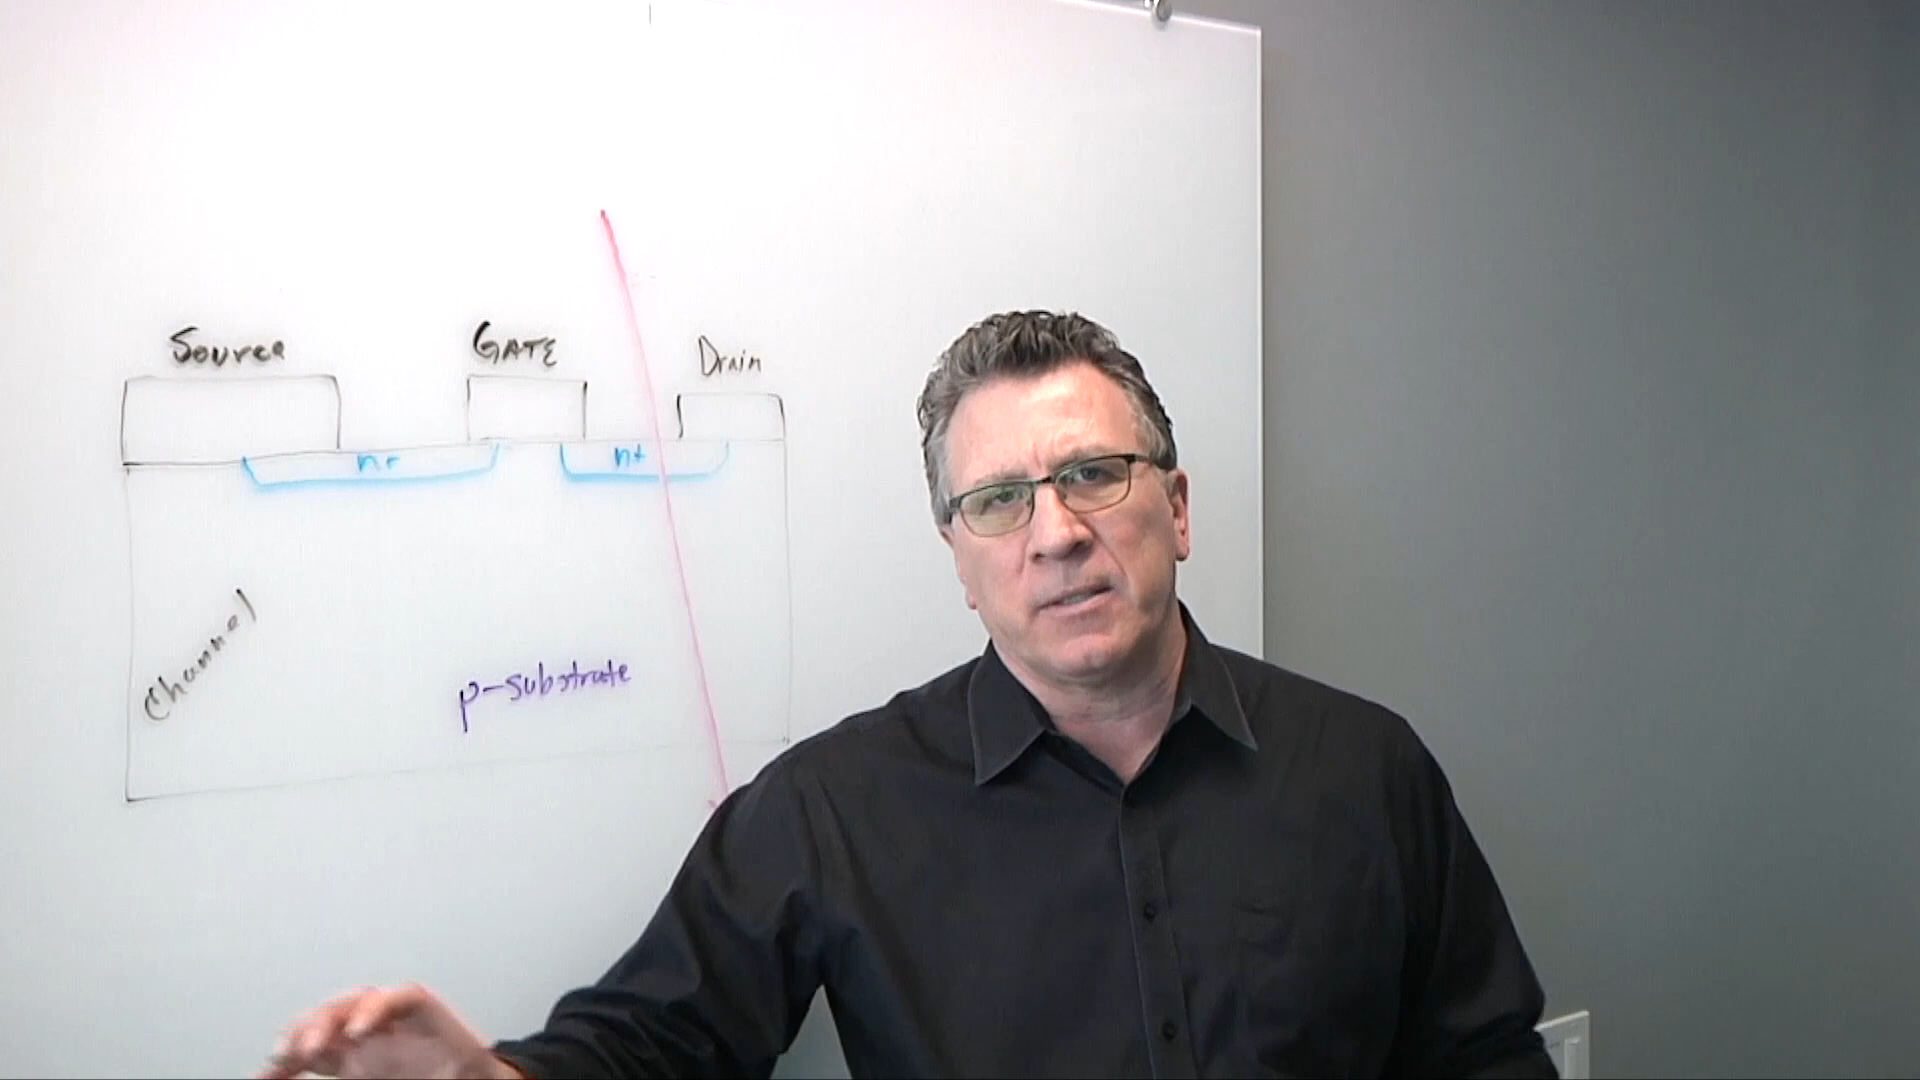 Source
GATE
Drain
n+
n+
Channel
p-substrate